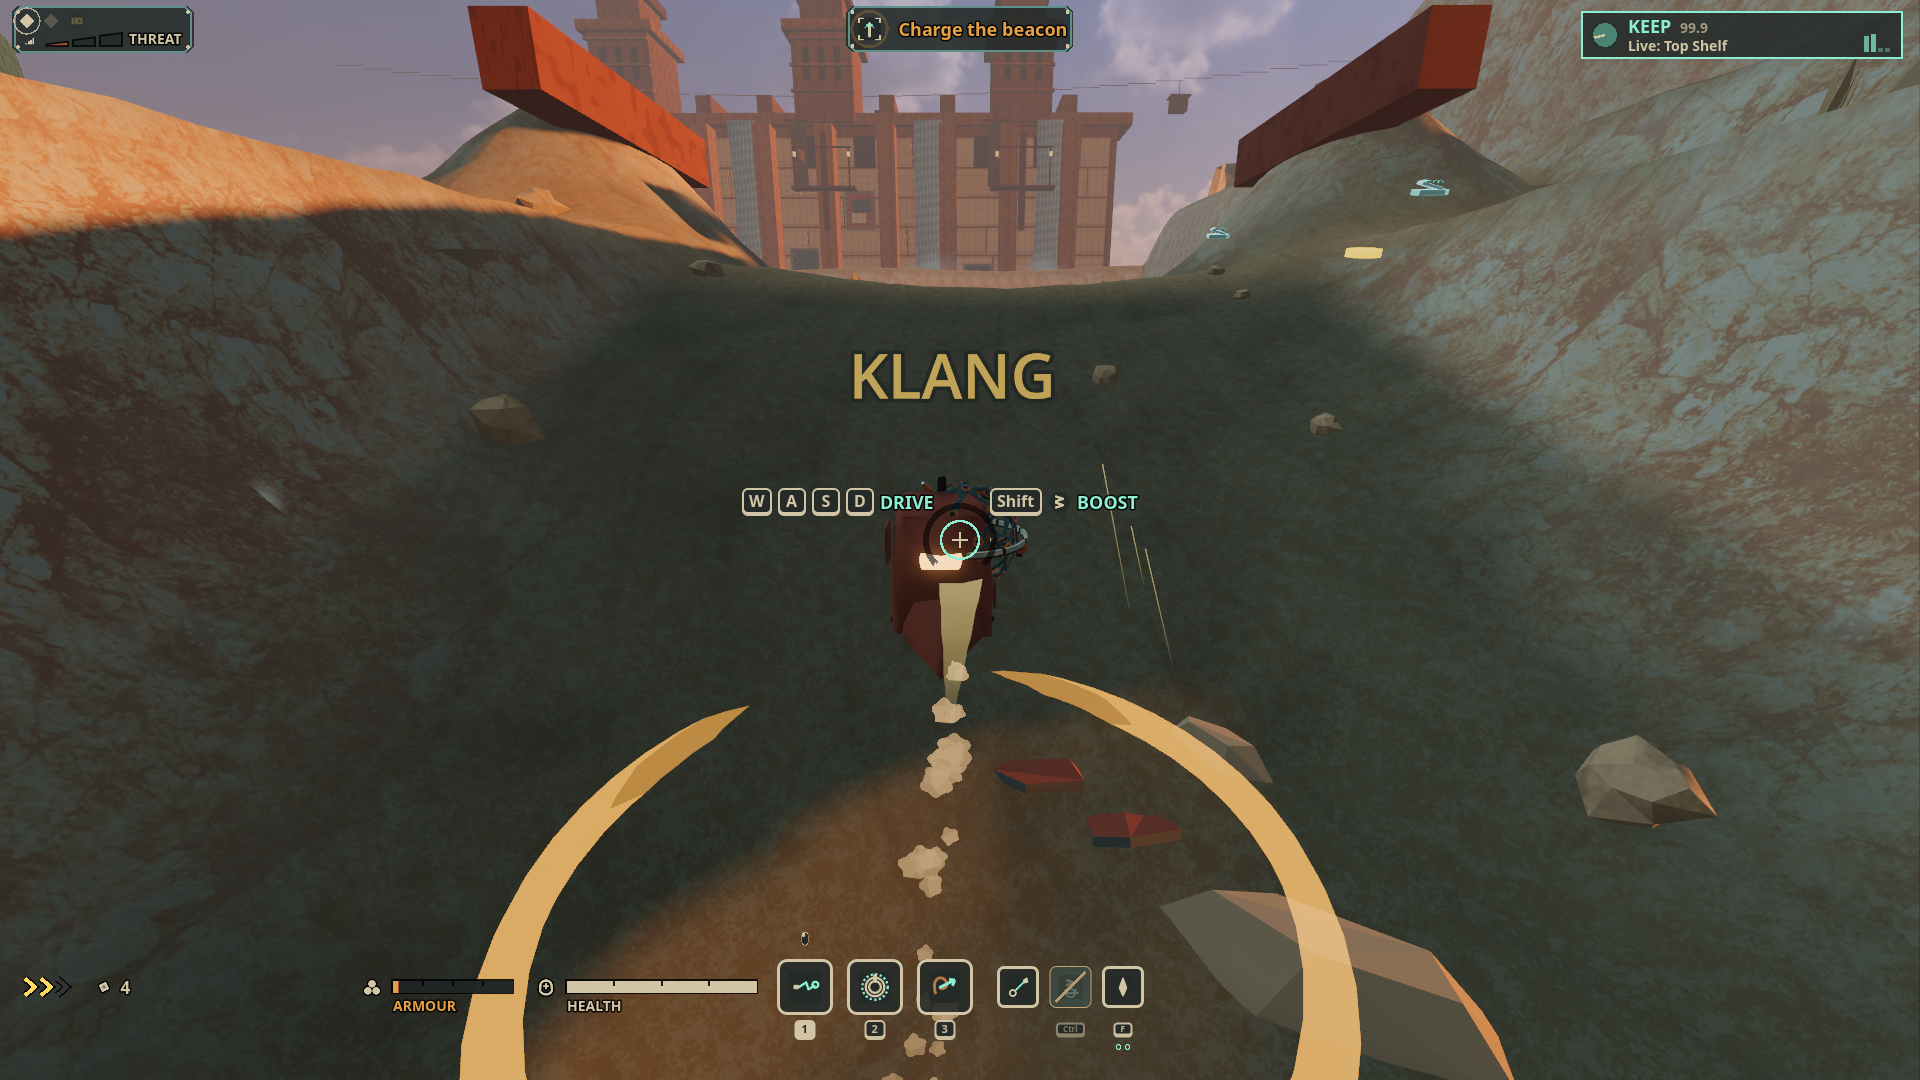 THREAT
Charge the beacon
KEEP 99.9
Live: Top Shelf
KLANG
W A S D DRIVE Shift BOOST
4
ARMOUR
HEALTH
1 2 3 Ctrl F